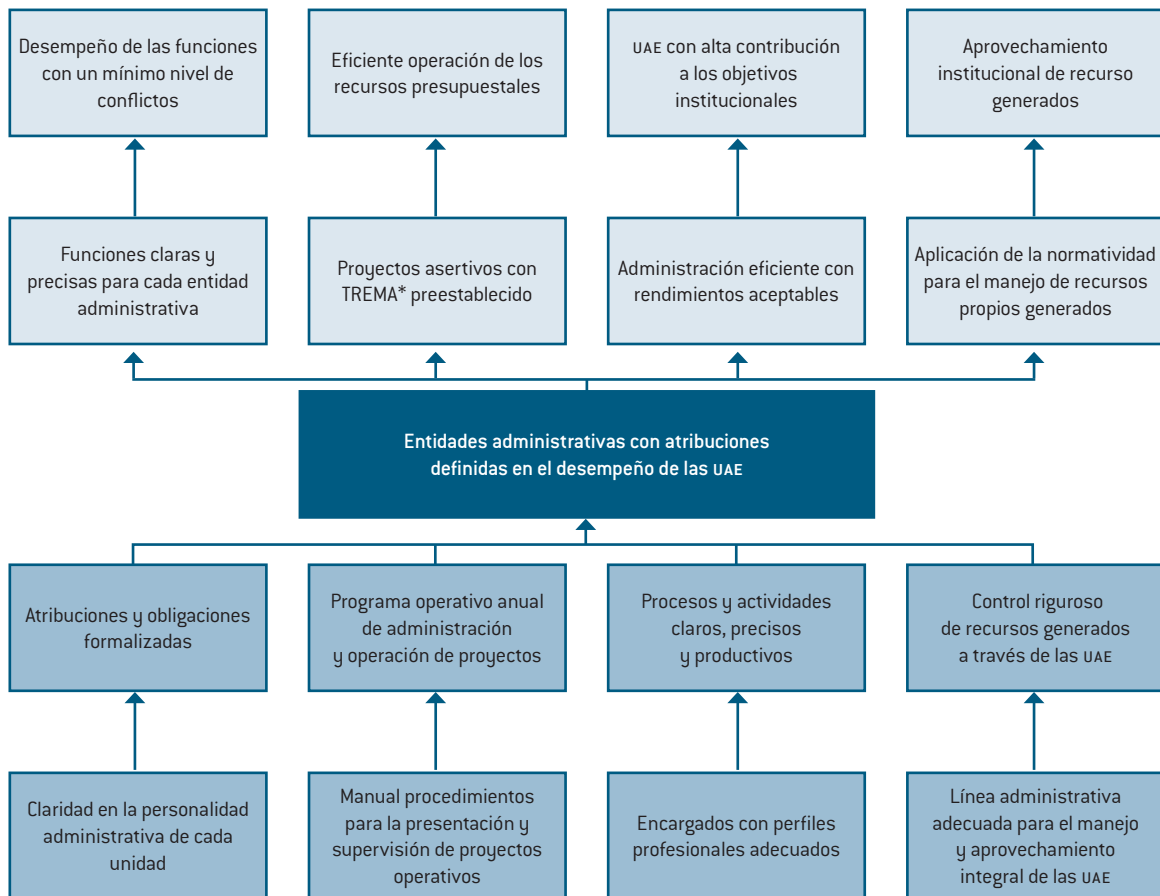 Desempeño de las funciones
con un mínimo nivel de
conflictos
Eficiente operación de los
recursos presupuestales
UAE con alta contribución
a los objetivos
institucionales
Aprovechamiento
institucional de recurso
generados
Funciones claras y
precisas para cada entidad
administrativa
Proyectos asertivos con
TREMA* preestablecido
Administración eficiente con
rendimientos aceptables
Aplicación de la normatividad
para el manejo de recursos
propios generados
Entidades administrativas con atribuciones
definidas en el desempeño de las UAE
Atribuciones y obligaciones
formalizadas
Programa operativo anual
de administración
y operación de proyectos
Procesos y actividades
claros, precisos
y productivos
Control riguroso
de recursos generados
a través de las UAE
Claridad en la personalidad
administrativa de cada
unidad
Manual procedimientos
para la presentación y
supervisión de proyectos
operativos
Encargados con perfiles
profesionales adecuados
Línea administrativa
adecuada para el manejo
y aprovechamiento
integral de las UAE